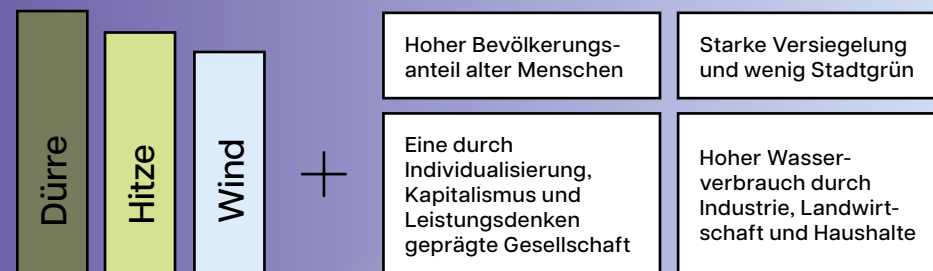 Dürre
Hitze
Wind
+
Hoher Bevölkerungs-
anteil alter Menschen
Starke Versiegelung
und wenig Stadtgrün
Eine durch
Individualisierung,
Kapitalismus und
Leistungsdenken
geprägte Gesellschaft
Hoher Wasser-
verbrauch durch
Industrie, Landwirt-
schaft und Haushalte